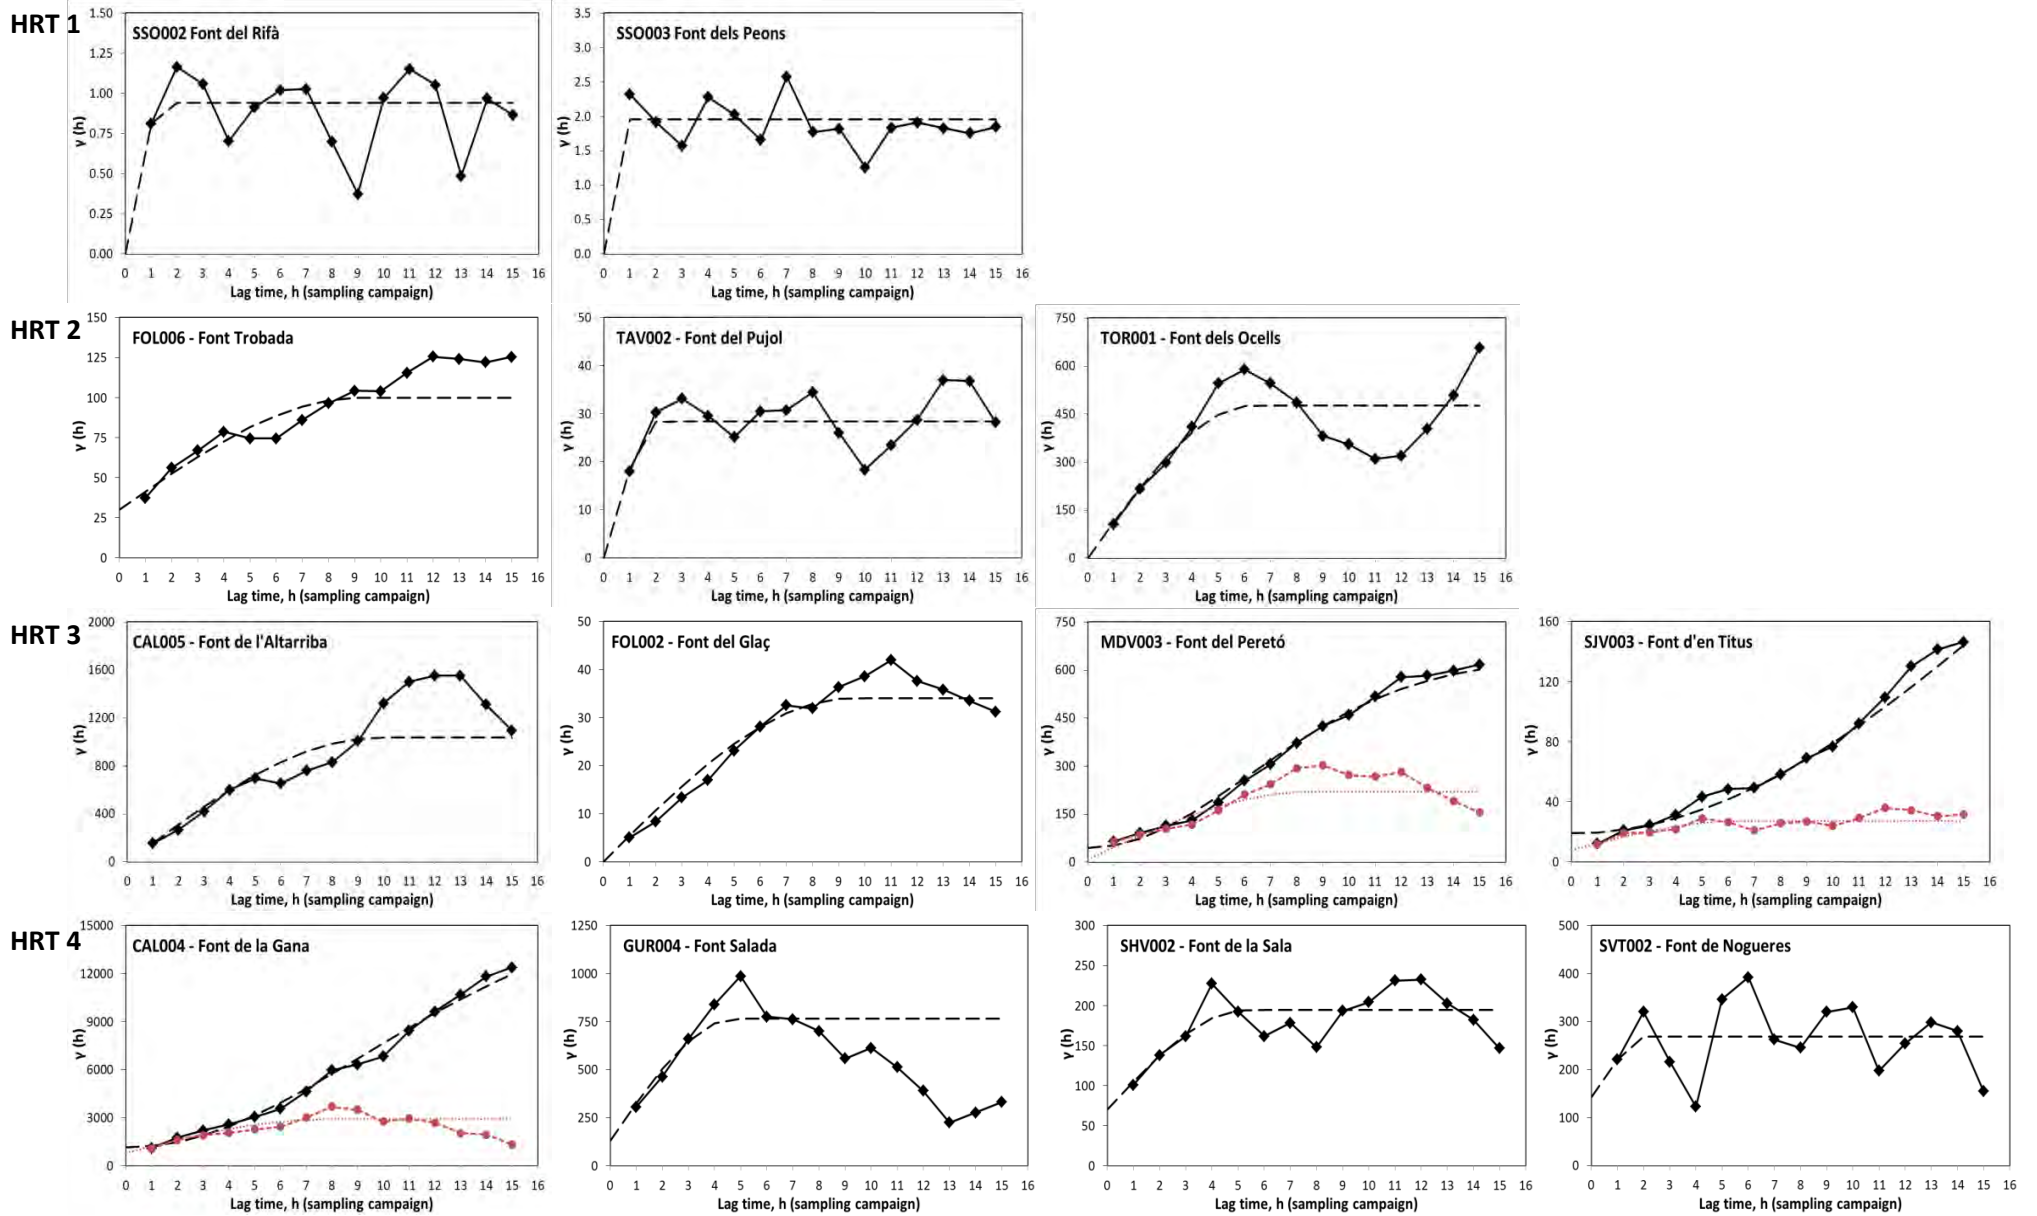 HRT 1
SSO002 Font del Rifà
1.50
1.25
1.00
0.75
0.50
0.25
0.00
γ (h)
0 1 2 3 4 5 6 7 8 9 10 11 12 13 14 15 16
Lag time, h (sampling campaign)
SSO003 Font dels Peons
3.5
3.0
2.5
2.0
1.5
1.0
0.5
0.0
γ (h)
0 1 2 3 4 5 6 7 8 9 10 11 12 13 14 15 16
Lag time, h (sampling campaign)
HRT 2
FOL006 - Font Trobada
150
125
100
75
50
25
0
γ (h)
0 1 2 3 4 5 6 7 8 9 10 11 12 13 14 15 16
Lag time, h (sampling campaign)
TAV002 - Font del Pujol
50
40
30
20
10
0
γ (h)
0 1 2 3 4 5 6 7 8 9 10 11 12 13 14 15 16
Lag time, h (sampling campaign)
TOR001 - Font dels Ocells
750
600
450
300
150
0
γ (h)
0 1 2 3 4 5 6 7 8 9 10 11 12 13 14 15 16
Lag time, h (sampling campaign)
HRT 3
CAL005 - Font de l'Altarriba
2000
1600
1200
800
400
0
γ (h)
0 1 2 3 4 5 6 7 8 9 10 11 12 13 14 15 16
Lag time, h (sampling campaign)
FOL002 - Font del Glaç
50
40
30
20
10
0
γ (h)
0 1 2 3 4 5 6 7 8 9 10 11 12 13 14 15 16
Lag time, h (sampling campaign)
MDV003 - Font del Peretó
750
600
450
300
150
0
γ (h)
0 1 2 3 4 5 6 7 8 9 10 11 12 13 14 15 16
Lag time, h (sampling campaign)
SJV003 - Font d'en Titus
160
120
80
40
0
γ (h)
0 1 2 3 4 5 6 7 8 9 10 11 12 13 14 15 16
Lag time, h (sampling campaign)
HRT 4
CAL004 - Font de la Gana
15000
12000
9000
6000
3000
0
γ (h)
0 1 2 3 4 5 6 7 8 9 10 11 12 13 14 15 16
Lag time, h (sampling campaign)
GUR004 - Font Salada
1250
1000
750
500
250
0
γ (h)
0 1 2 3 4 5 6 7 8 9 10 11 12 13 14 15 16
Lag time, h (sampling campaign)
SHV002 - Font de la Sala
300
250
200
150
100
50
0
γ (h)
0 1 2 3 4 5 6 7 8 9 10 11 12 13 14 15 16
Lag time, h (sampling campaign)
SVT002 - Font de Nogueres
500
400
300
200
100
0
γ (h)
0 1 2 3 4 5 6 7 8 9 10 11 12 13 14 15 16
Lag time, h (sampling campaign)